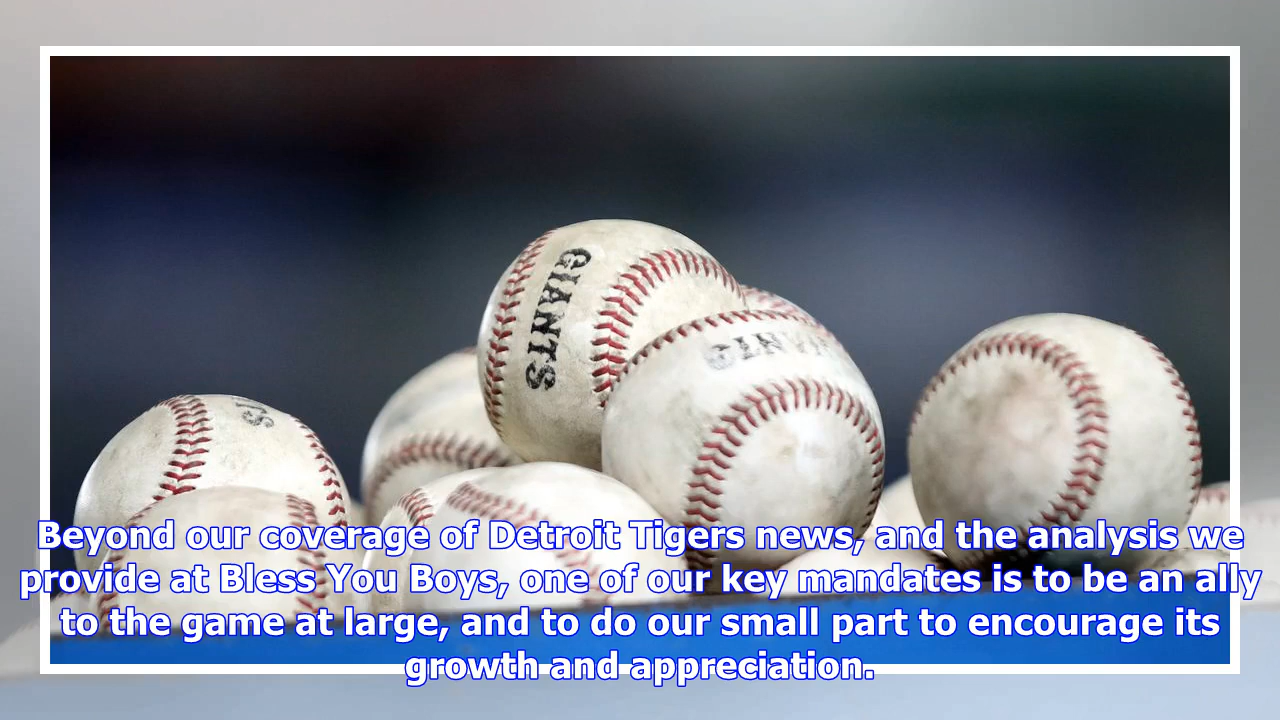 GIANTS
GIANTS
TS
Beyond our coverage of Detroit Tigers news, and the analysis we
provide at Bless You Boys, one of our key mandates is to be an ally
to the game at large, and to do our small part to encourage its
growth and appreciation.